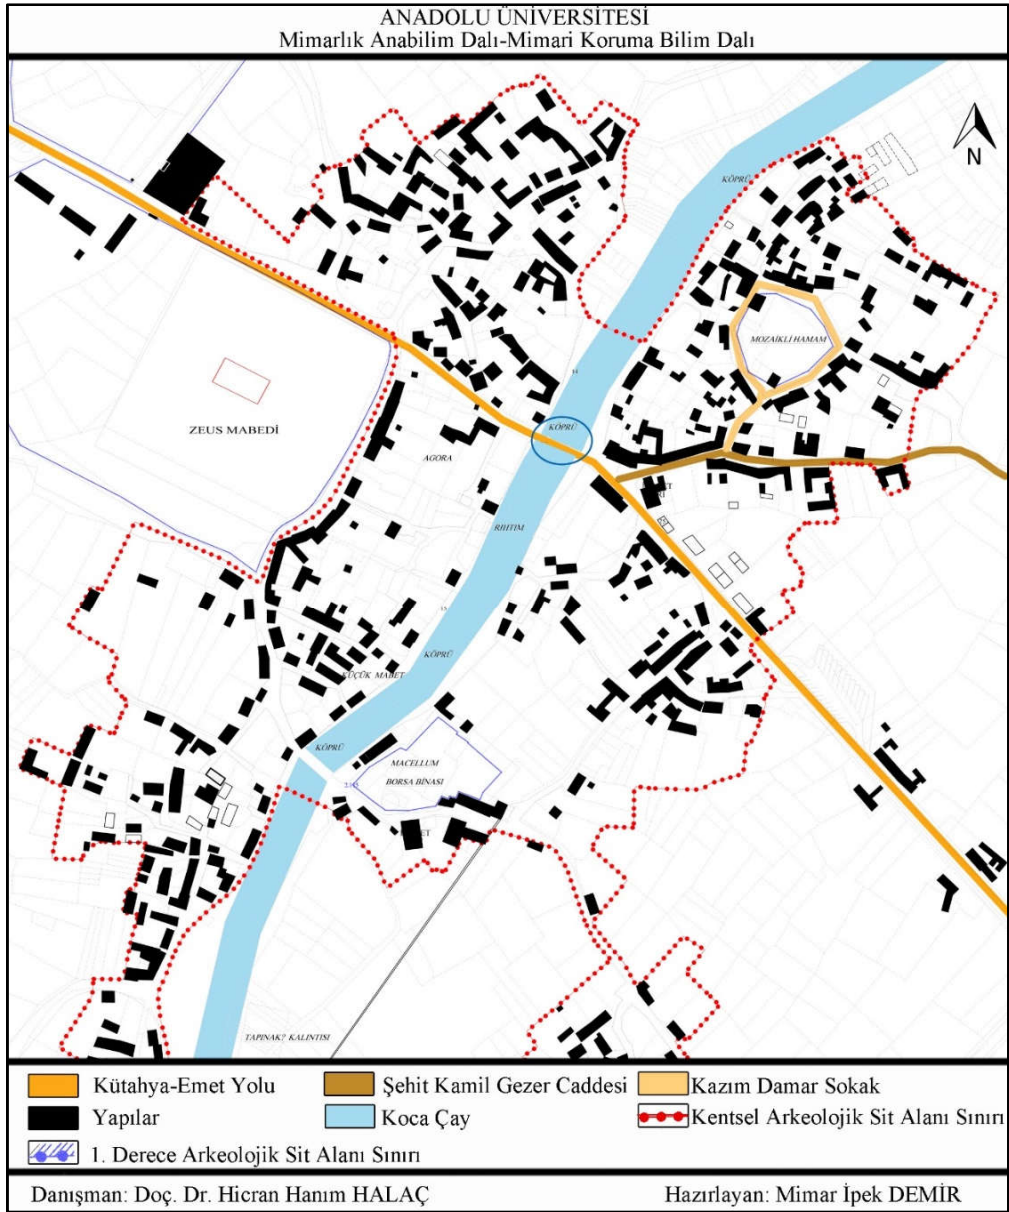 ANADOLU ÜNİVERSİTESİ
Mimarlık Anabilim Dalı-Mimari Koruma Bilim Dalı
N
KÖPRÜ
MOZAİKLİ HAMAM
ZEUS MABEDİ
KÖPRÜ
AGORA
RIHTIM
KÖPRÜ
KÜÇÜK MABET
KÖPRÜ
MACELLUM
BORSA BİNASI
TAPINAK? KALINTISI
Kütahya-Emet Yolu
Şehit Kamil Gezer Caddesi
Kazım Damar Sokak
Yapılar
Koca Çay
Kentsel Arkeolojik Sit Alanı Sınırı
1. Derece Arkeolojik Sit Alanı Sınırı
Danışman: Doç. Dr. Hicran Hanım HALAÇ
Hazırlayan: Mimar İpek DEMİR